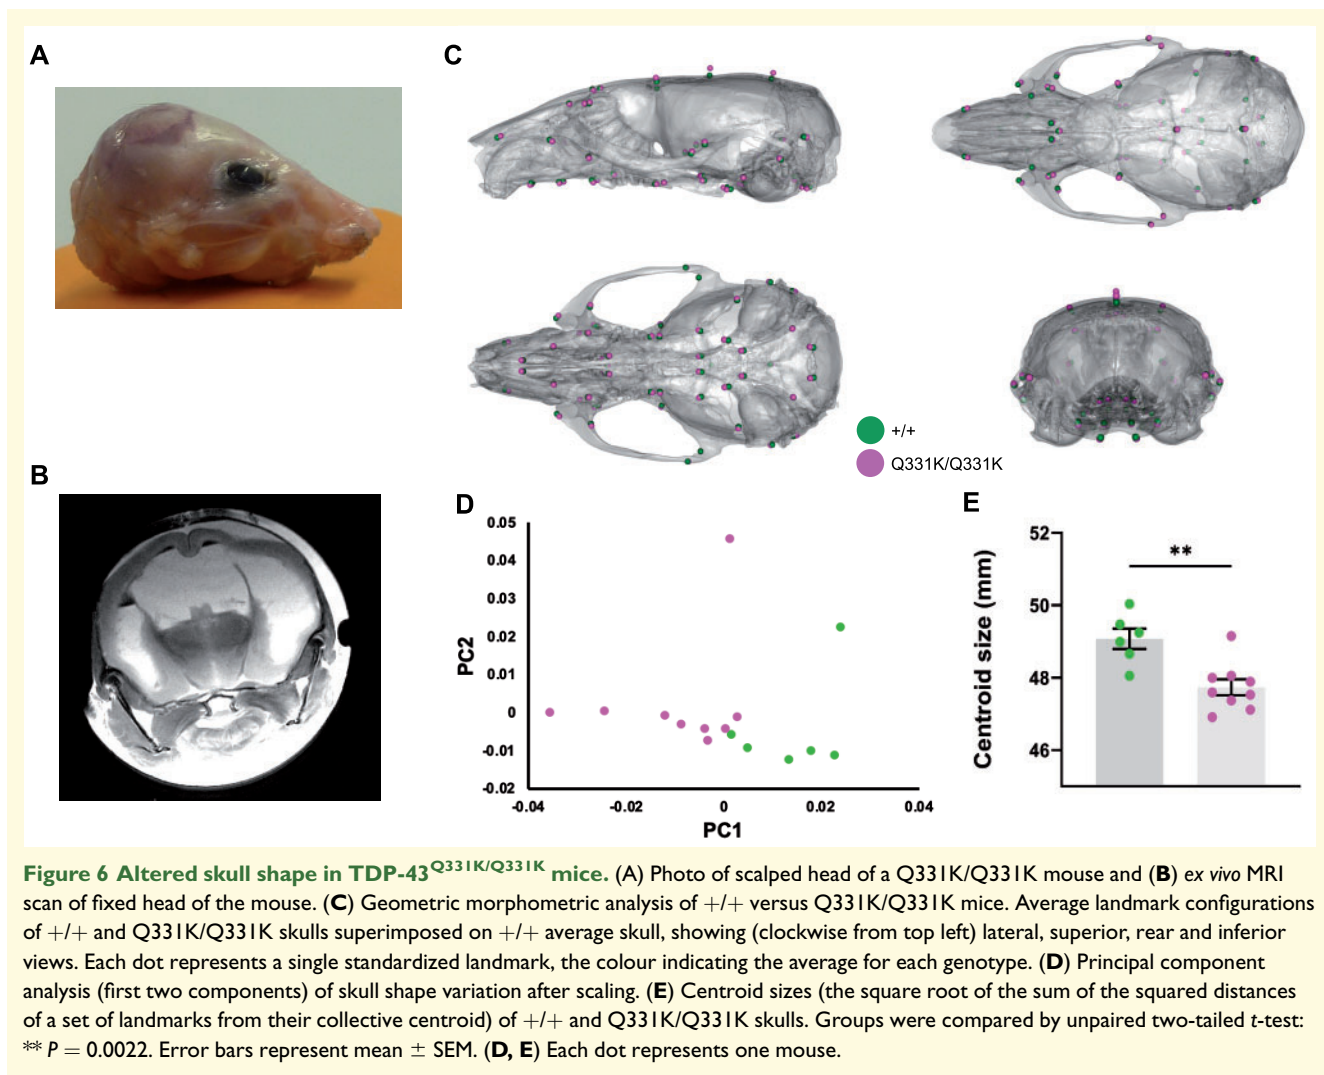 A
C
+/+
Q331K/Q331K
B
D
0.05
0.04
0.03
0.02
0.01
0
-0.01
-0.02
PC2
-0.04
-0.02
0
0.02
0.04
PC1
E
52
50
48
46
Centroid size (mm)
**
Figure 6 Altered skull shape in TDP-43Q331K/Q331K mice. (A) Photo of scalped head of a Q331K/Q331K mouse and (B) ex vivo MRI
scan of fixed head of the mouse. (C) Geometric morphometric analysis of +/+ versus Q331K/Q331K mice. Average landmark configurations
of +/+ and Q331K/Q331K skulls superimposed on +/+ average skull, showing (clockwise from top left) lateral, superior, rear and inferior
views. Each dot represents a single standardized landmark, the colour indicating the average for each genotype. (D) Principal component
analysis (first two components) of skull shape variation after scaling. (E) Centroid sizes (the square root of the sum of the squared distances
of a set of landmarks from their collective centroid) of +/+ and Q331K/Q331K skulls. Groups were compared by unpaired two-tailed t-test:
** P = 0.0022. Error bars represent mean ± SEM. (D, E) Each dot represents one mouse.